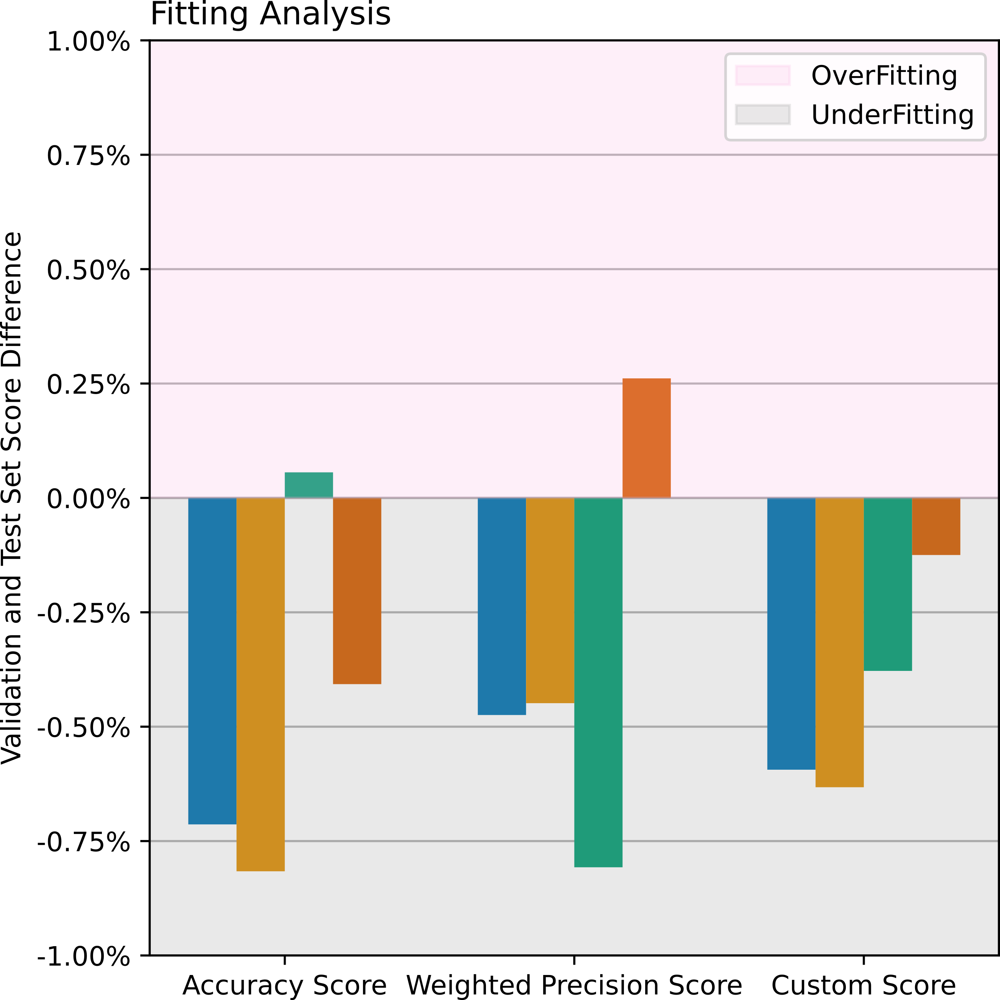 Fitting Analysis
1.00%
0.75%
0.50%
0.25%
0.00%
-0.25%
-0.50%
-0.75%
-1.00%
Validation and Test Set Score Difference
OverFitting
UnderFitting
Accuracy Score
Weighted Precision Score
Custom Score